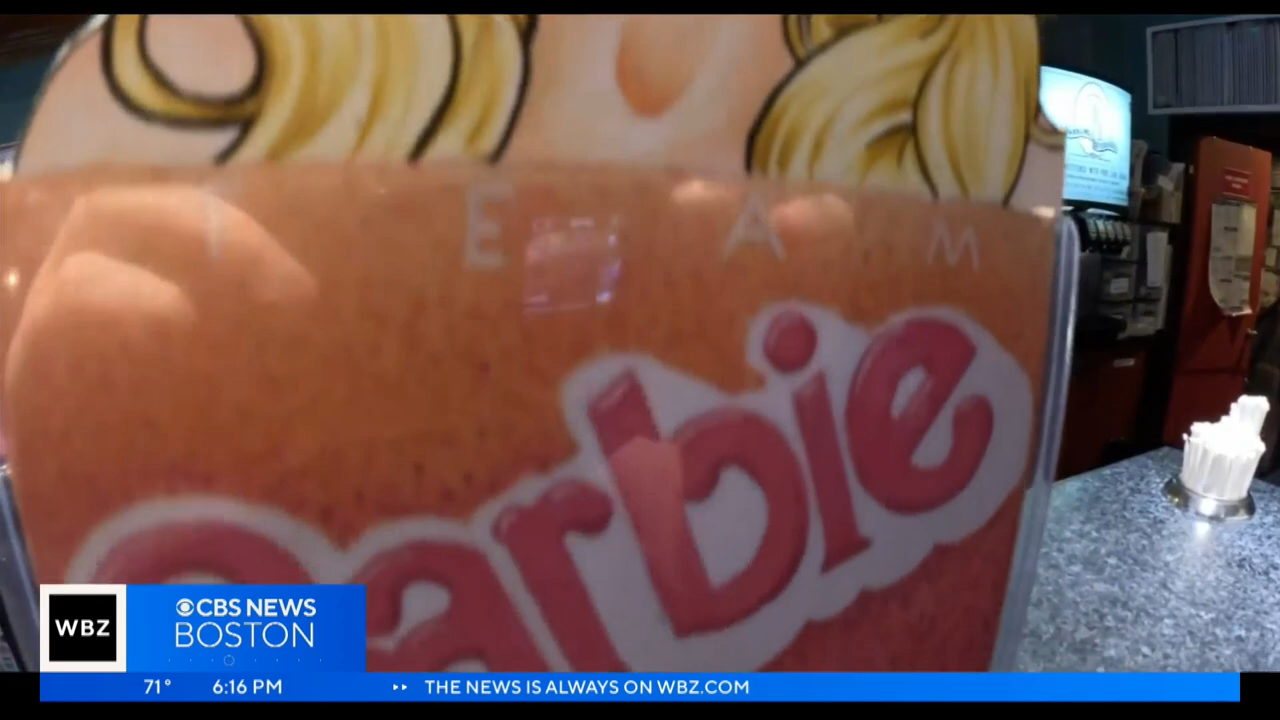 T E A M
Barbie
WBZ
CBS NEWS
BOSTON
71° 6:16 PM THE NEWS IS ALWAYS ON WBZ.COM